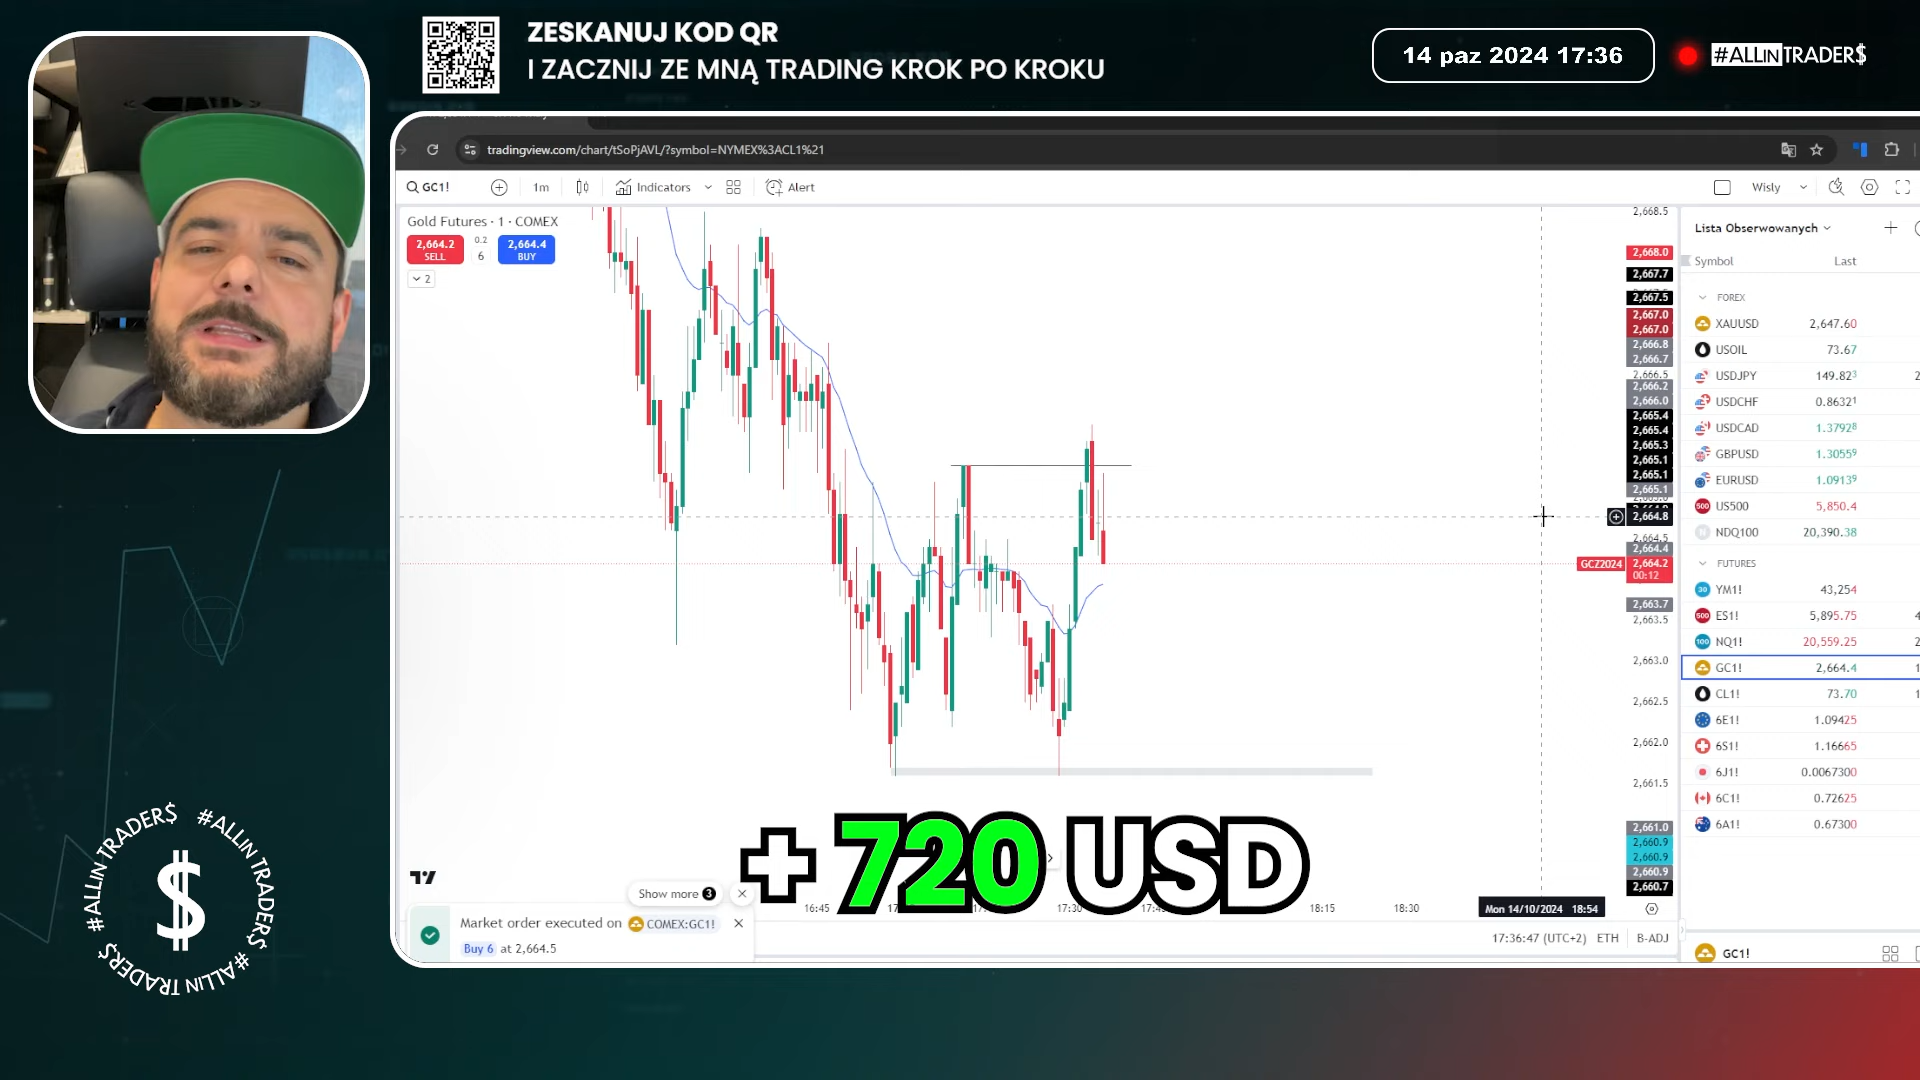 ZESKANUJ KOD QR
I ZACZNIJ ZE MNĄ TRADING KROK PO KROKU
14 paz 2024 17:36
#ALLINTRADER$
tradingview.com/chart/tSoPjAVL/?symbol=NYMEX%3ACL1%21
GC1!
1m
Indicators
Alert
Wisly
Gold Futures · 1 · COMEX
2,664.2
SELL
0.2
6
2,664.4
BUY
2
2,668.5
2,668.0
2,667.7
2,667.5
2,667.0
2,667.0
2,666.8
2,666.7
2,666.5
2,666.2
2,666.0
2,665.4
2,665.4
2,665.3
2,665.1
2,665.1
2,665.1
2,664.8
2,664.5
2,664.4
GCZ2024
2,664.2
00:12
2,663.7
2,663.5
2,663.0
2,662.5
2,662.0
2,661.5
2,661.0
2,660.9
2,660.9
2,660.9
2,660.7
Lista Obserwowanych
Symbol Last
FOREX
XAUUSD 2,647.60
USOIL 73.67
USDJPY 149.823
USDCHF 0.86321
USDCAD 1.37928
GBPUSD 1.30559
EURUSD 1.09139
US500 5,850.4
NDQ100 20,390.38
FUTURES
YM1! 43,254
ES1! 5,895.75
NQ1! 20,559.25
GC1! 2,664.4
CL1! 73.70
6E1! 1.09425
6S1! 1.16665
6J1! 0.0067300
6C1! 0.72625
6A1! 0.67300
+ 720 USD
Show more 3
16:45
17:30
18:15
18:30
Mon 14/10/2024 18:54
Market order executed on COMEX:GC1!
Buy 6 at 2,664.5
17:36:47 (UTC+2) ETH B-ADJ
GC1!
#ALLIN TRADER$ #ALLIN TRADER$ #ALLIN TRADER$
$